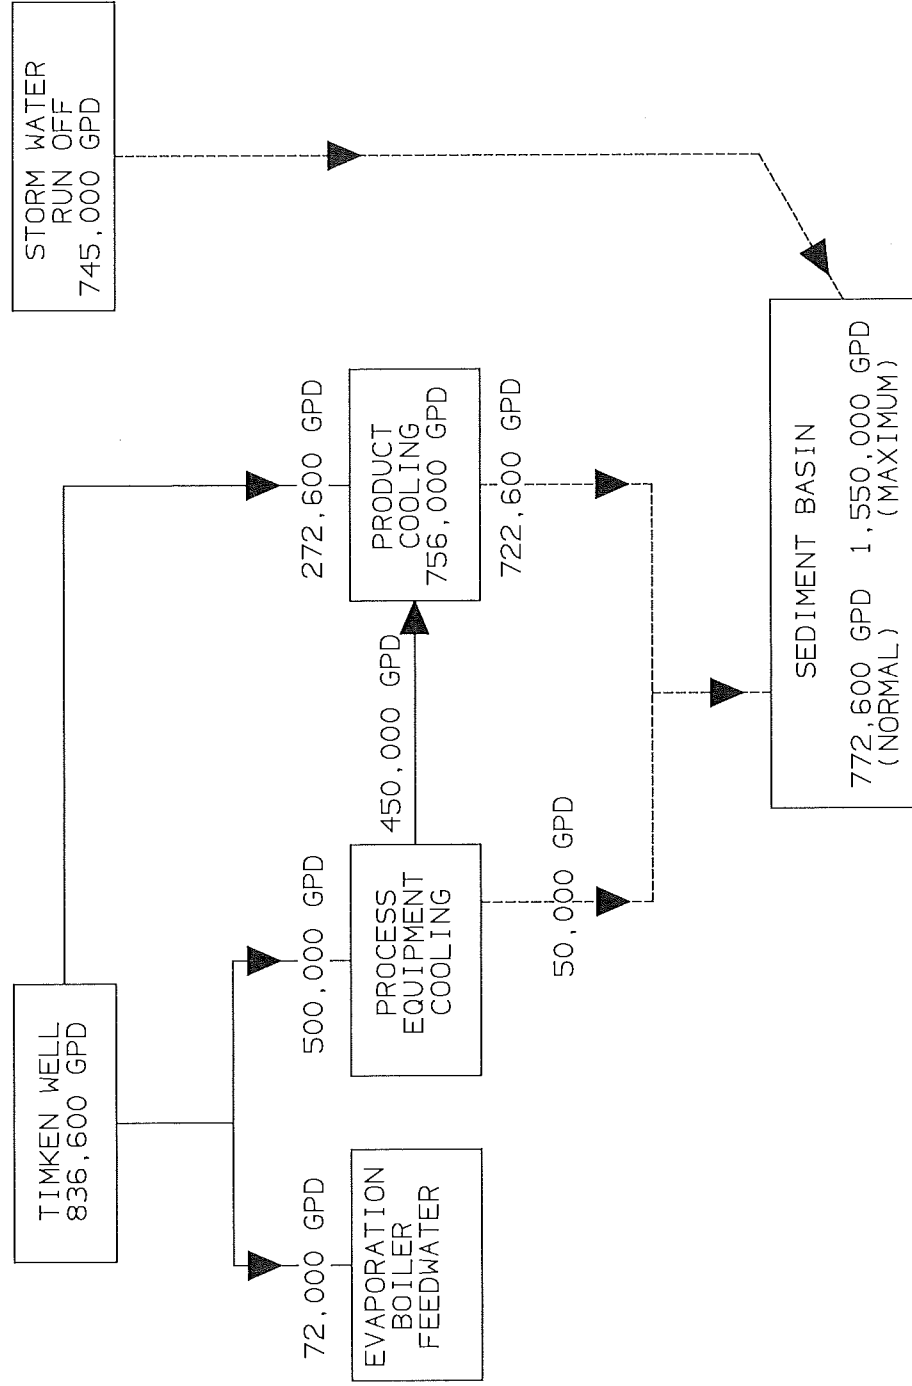 TIMKEN WELL
836,600 GPD
STORM WATER
RUN OFF
745,000 GPD
72,000 GPD
500,000 GPD
272,600 GPD
EVAPORATION
BOILER
FEEDWATER
PROCESS
EQUIPMENT
COOLING
450,000 GPD
PRODUCT
COOLING
756,000 GPD
50,000 GPD
722,600 GPD
SEDIMENT BASIN
772,600 GPD 1,550,000 GPD
(NORMAL) (MAXIMUM)